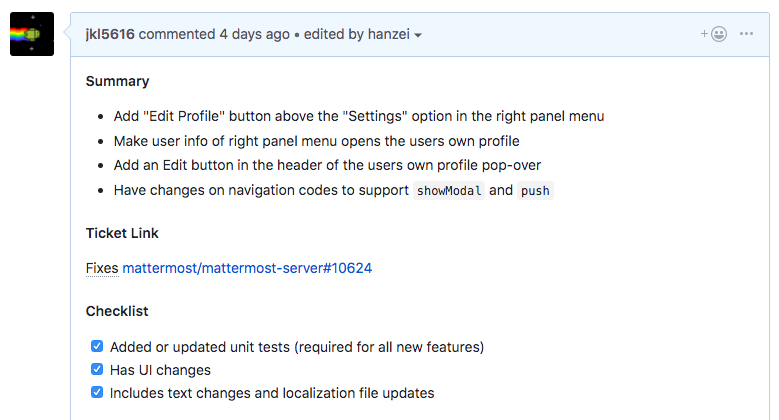 jkl5616 commented 4 days ago • edited by hanzei
Summary
• Add "Edit Profile" button above the "Settings" option in the right panel menu
• Make user info of right panel menu opens the users own profile
• Add an Edit button in the header of the users own profile pop-over
• Have changes on navigation codes to support showModal and push
Ticket Link
Fixes mattermost/mattermost-server#10624
Checklist
Added or updated unit tests (required for all new features)
Has UI changes
Includes text changes and localization file updates